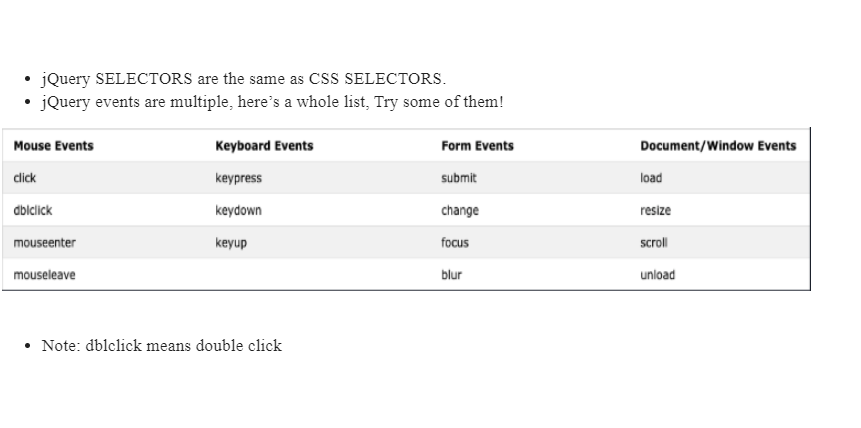 jQuery SELECTORS are the same as CSS SELECTORS.
jQuery events are multiple, here’s a whole list, Try some of them!
Mouse Events Keyboard Events Form Events Document/Window Events
click keypress submit load
dblclick keydown change resize
mouseenter keyup focus scroll
mouseleave blur unload
Note: dblclick means double click